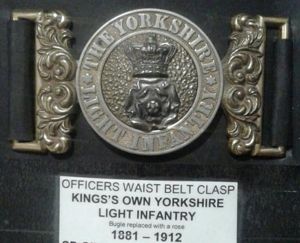 THE YORKSHIRE
LIGHT INFANTRY
OFFICERS WAIST BELT CLASP
KINGS'S OWN YORKSHIRE
LIGHT INFANTRY
Bugle replaced with a rose
1881 – 1912